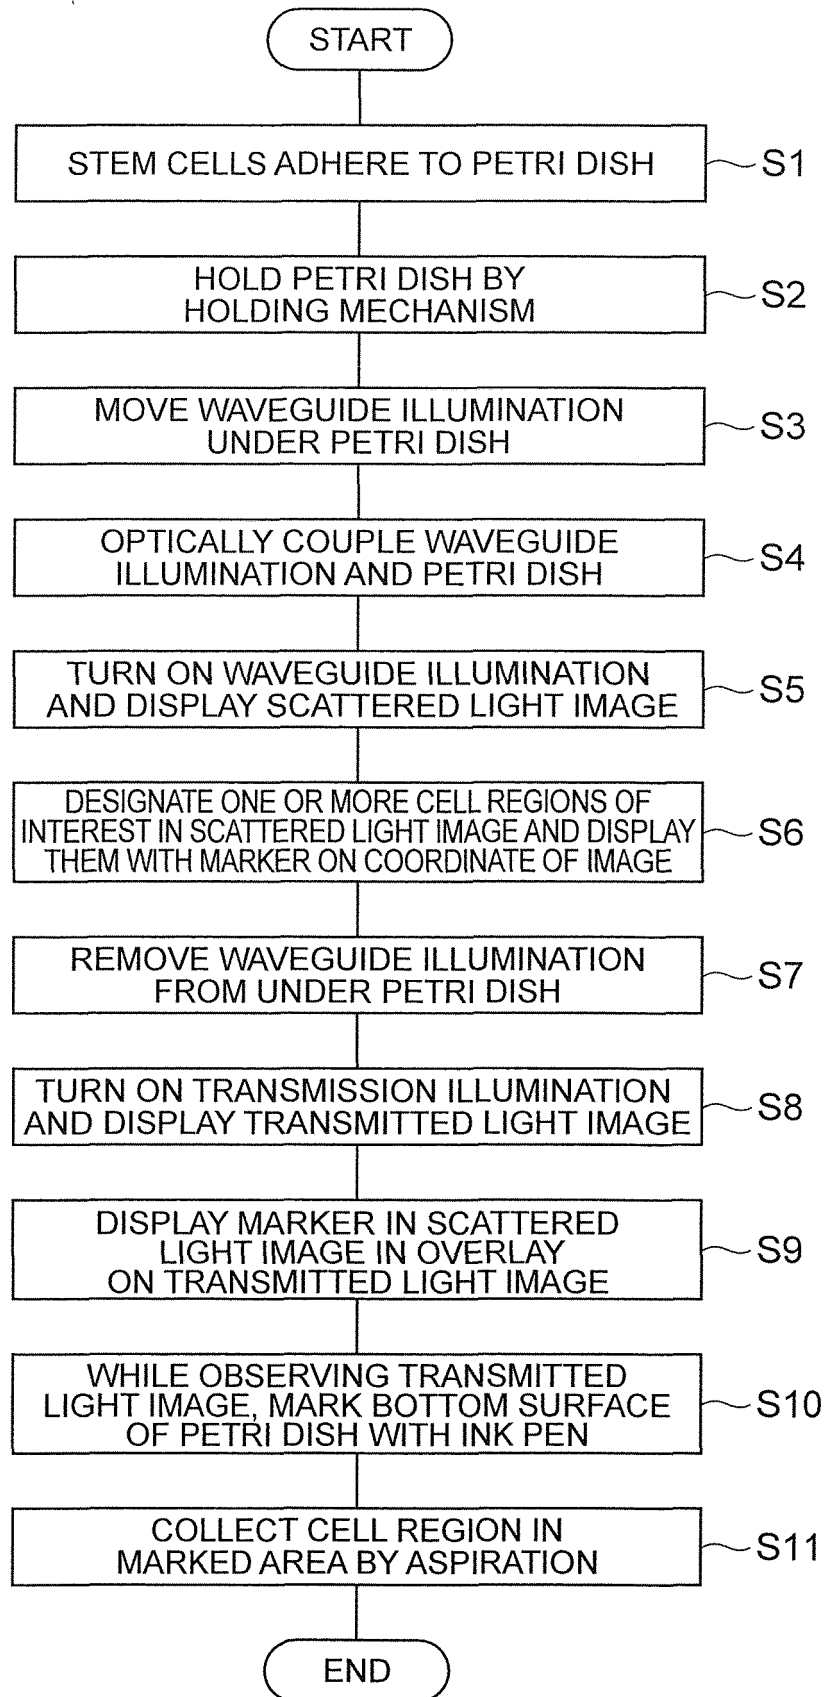 START
STEM CELLS ADHERE TO PETRI DISH
S1
HOLD PETRI DISH BY
HOLDING MECHANISM
S2
MOVE WAVEGUIDE ILLUMINATION
UNDER PETRI DISH
S3
OPTICALLY COUPLE WAVEGUIDE
ILLUMINATION AND PETRI DISH
S4
TURN ON WAVEGUIDE ILLUMINATION
AND DISPLAY SCATTERED LIGHT IMAGE
S5
DESIGNATE ONE OR MORE CELL REGIONS OF
INTEREST IN SCATTERED LIGHT IMAGE AND DISPLAY
THEM WITH MARKER ON COORDINATE OF IMAGE
S6
REMOVE WAVEGUIDE ILLUMINATION
FROM UNDER PETRI DISH
S7
TURN ON TRANSMISSION ILLUMINATION
AND DISPLAY TRANSMITTED LIGHT IMAGE
S8
DISPLAY MARKER IN SCATTERED
LIGHT IMAGE IN OVERLAY
ON TRANSMITTED LIGHT IMAGE
S9
WHILE OBSERVING TRANSMITTED
LIGHT IMAGE, MARK BOTTOM SURFACE
OF PETRI DISH WITH INK PEN
S10
COLLECT CELL REGION IN
MARKED AREA BY ASPIRATION
S11
END